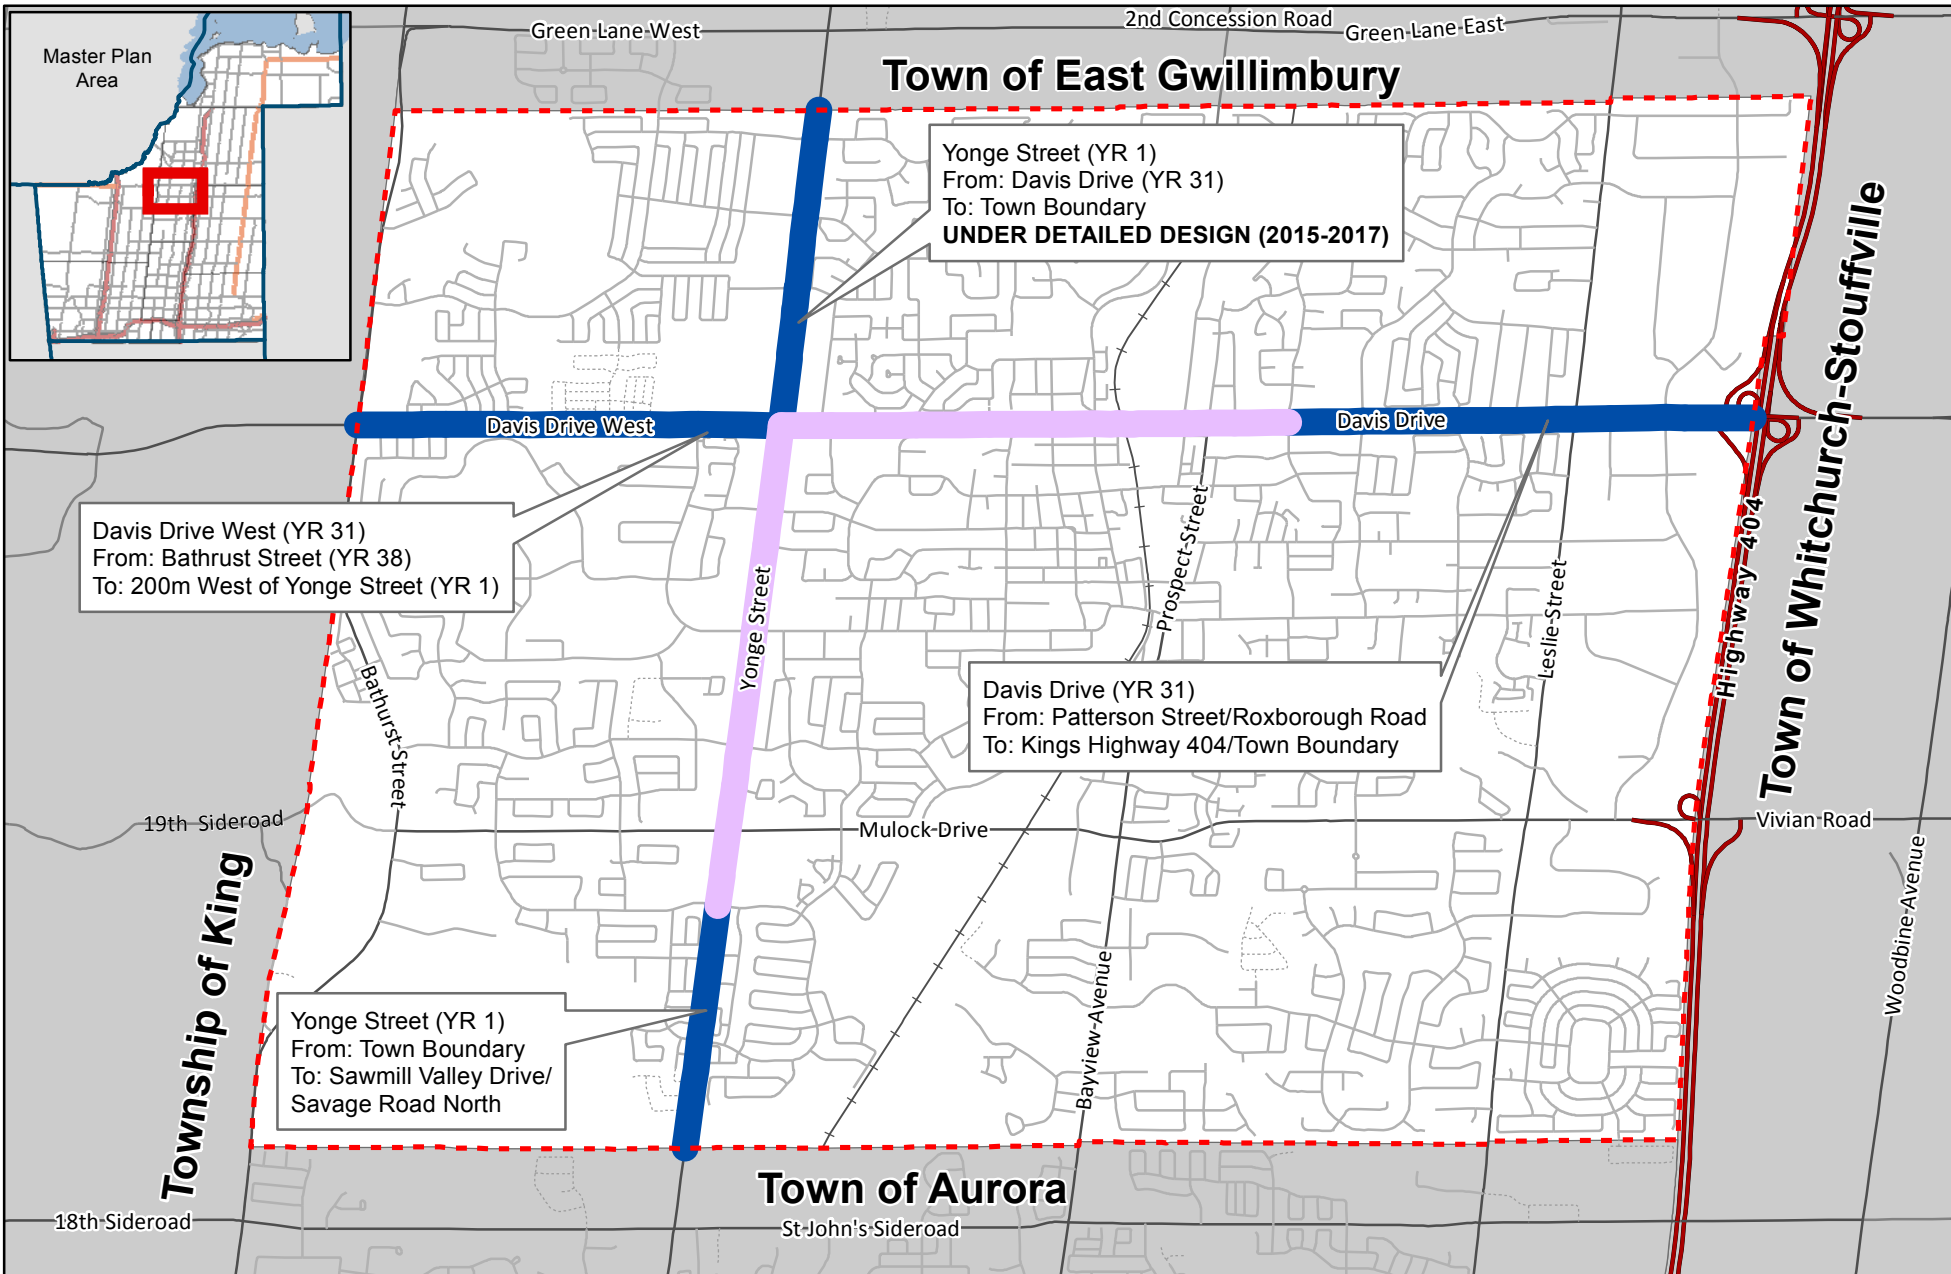 Master Plan
Area
Green Lane West
2nd Concession Road
Green Lane East
Town of East Gwillimbury
Yonge Street (YR 1)
From: Davis Drive (YR 31)
To: Town Boundary
UNDER DETAILED DESIGN (2015-2017)
Town of Whitchurch-Stouffville
Davis Drive West
Davis Drive
Davis Drive West (YR 31)
From: Bathrust Street (YR 38)
To: 200m West of Yonge Street (YR 1)
Yonge Street
Prospect Street
Leslie Street
Highway 404
Bathurst Street
Davis Drive (YR 31)
From: Patterson Street/Roxborough Road
To: Kings Highway 404/Town Boundary
19th Sideroad
Mulock Drive
Vivian Road
Township of King
Woodbine Avenue
Bayview Avenue
Yonge Street (YR 1)
From: Town Boundary
To: Sawmill Valley Drive/
Savage Road North
Town of Aurora
18th Sideroad
St John's Sideroad